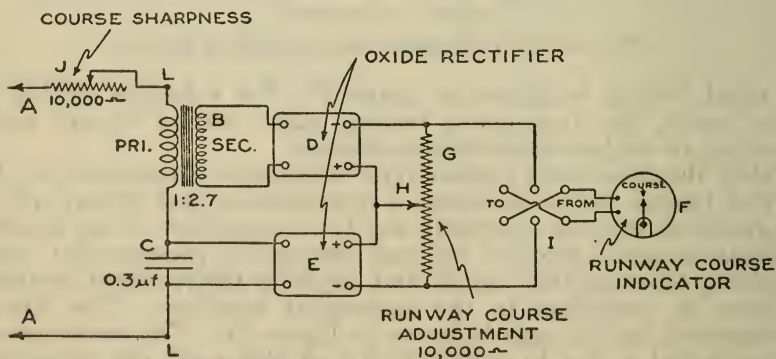 COURSE SHARPNESS
J
L
A
10,000~
PRI.
B
SEC.
1:2.7
OXIDE RECTIFIER
D
-
+
G
H
TO
FROM
I
COURSE
F
C
0.3µf
E
+
-
RUNWAY COURSE
INDICATOR
A
L
RUNWAY COURSE
ADJUSTMENT
10,000~